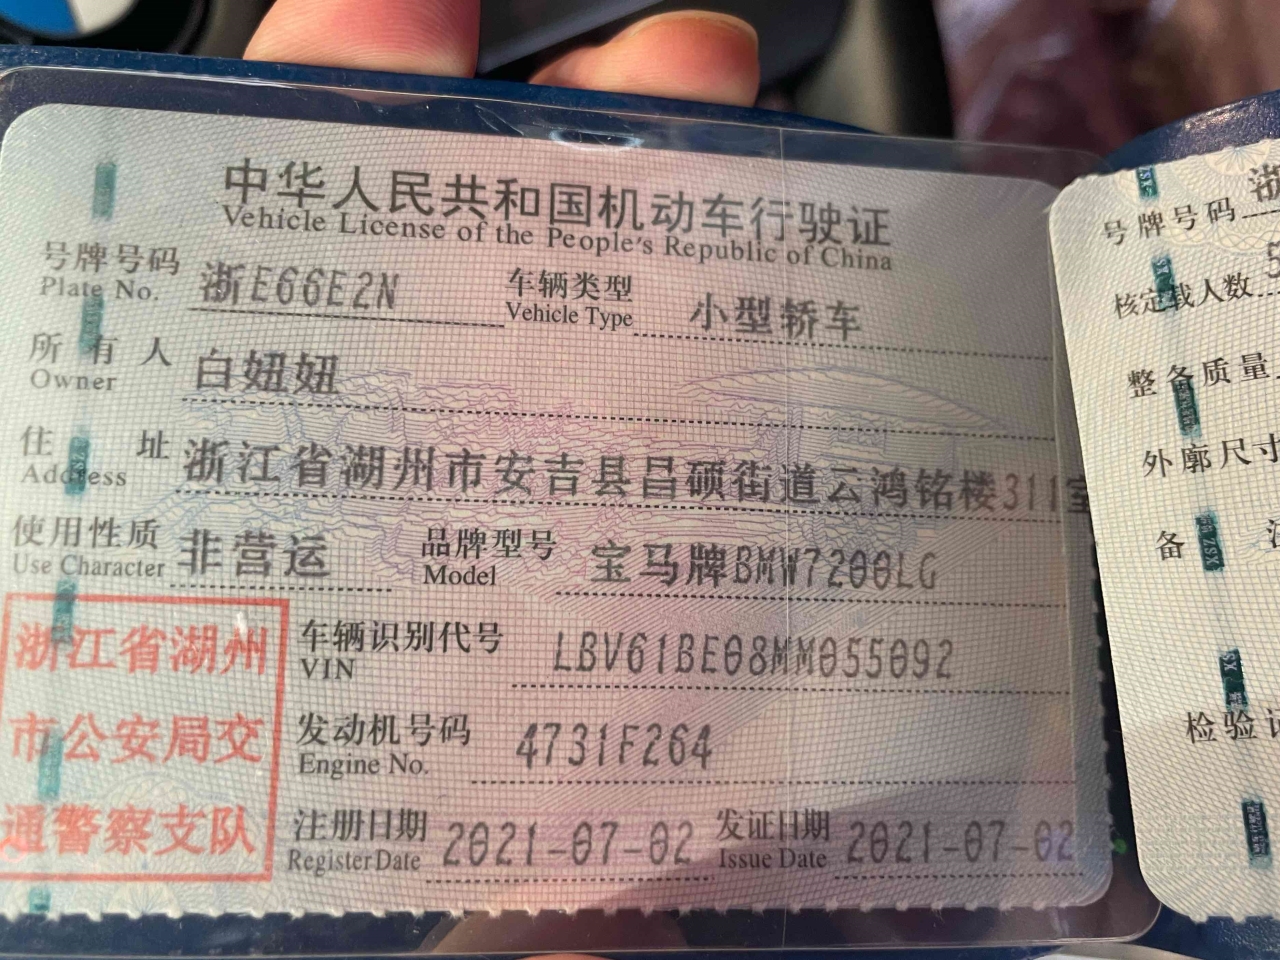 中华人民共和国机动车行驶证
Vehicle License of the People's Republic of China
号牌号码 浙E66E2N 车辆类型 小型轿车
Plate No. Vehicle Type
所有人 白妞妞
Owner
住址 浙江省湖州市安吉县昌硕街道云鸿铭楼311室
Address
使用性质 非营运 品牌型号 宝马牌BMW7200LG
Use Character Model
浙江省湖州
市公安局交
通警察支队
车辆识别代号 LBV61BE08MM055092
VIN
发动机号码 4731F264
Engine No.
注册日期 2021-07-02 发证日期 2021-07-02
Register Date Issue Date
号牌号码 浙
核定载人数 5
整备质量
外廓尺寸
备
检验记